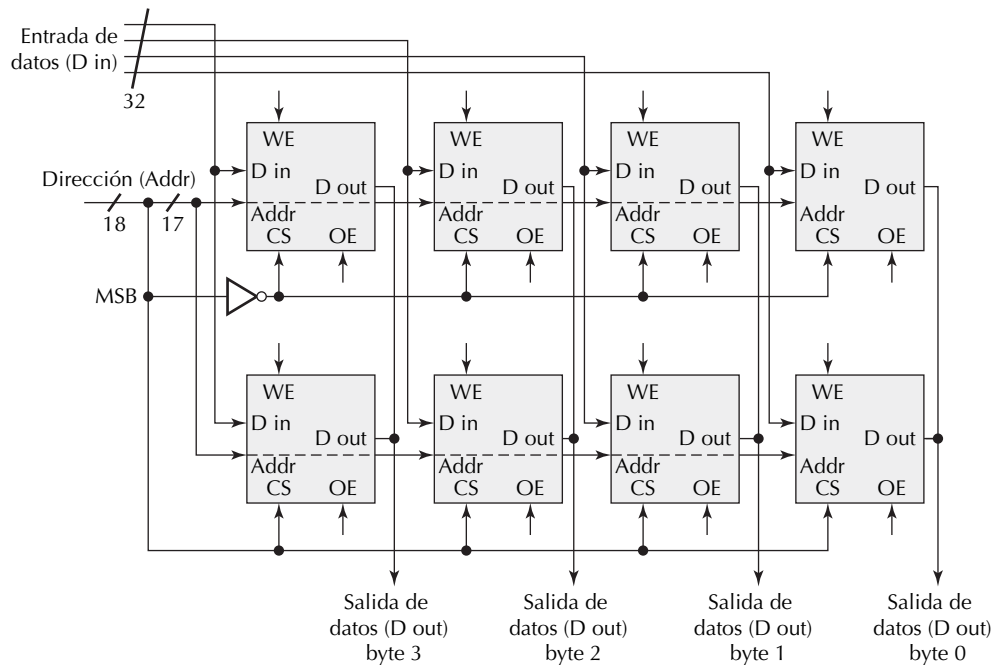 Entrada de
datos (D in)
32
WE WE WE WE
D in D in D in D in
D out D out D out D out
Dirección (Addr)
18 17
Addr Addr Addr Addr
CS OE CS OE CS OE CS OE
MSB
WE WE WE WE
D in D in D in D in
D out D out D out D out
Addr Addr Addr Addr
CS OE CS OE CS OE CS OE
Salida de
datos (D out)
byte 3
Salida de
datos (D out)
byte 2
Salida de
datos (D out)
byte 1
Salida de
datos (D out)
byte 0